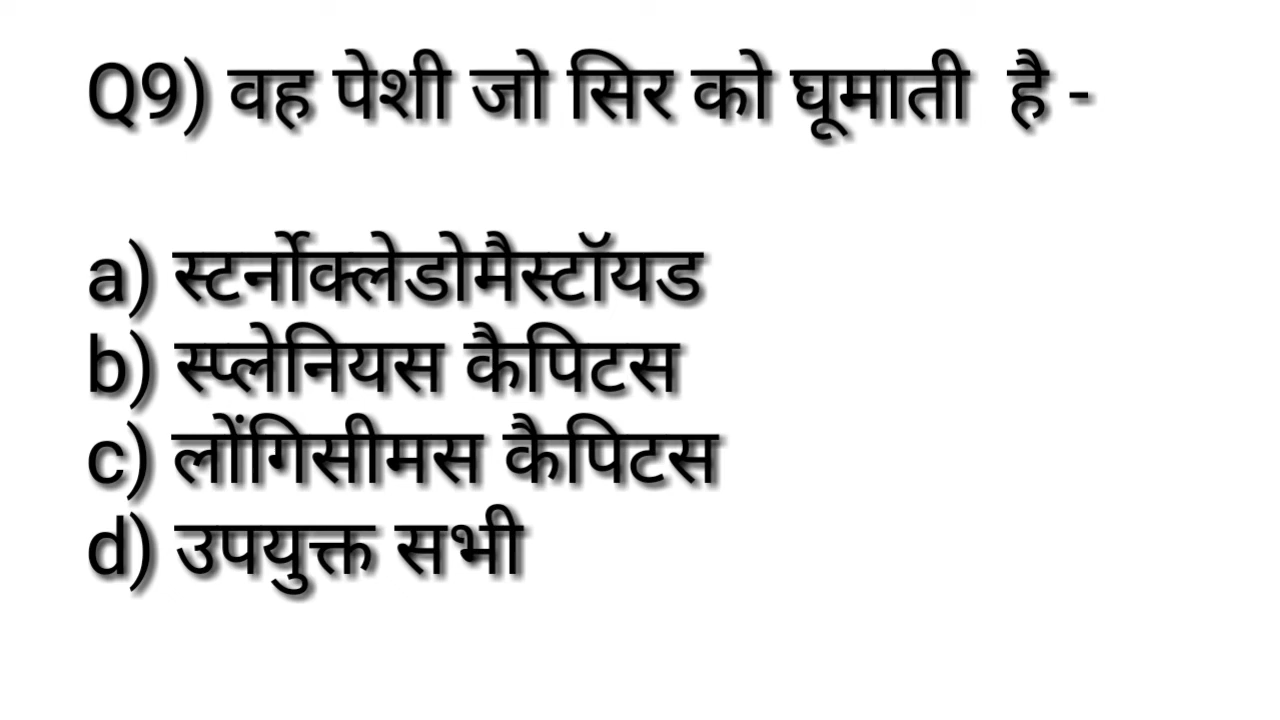 Q9) वह पेशी जो सिर को घूमाती है -
a) स्टर्नोक्लेडोमैस्टॉयड
b) स्प्लेनियस कैपिटस
c) लोंगिसीमस कैपिटस
d) उपयुक्त सभी